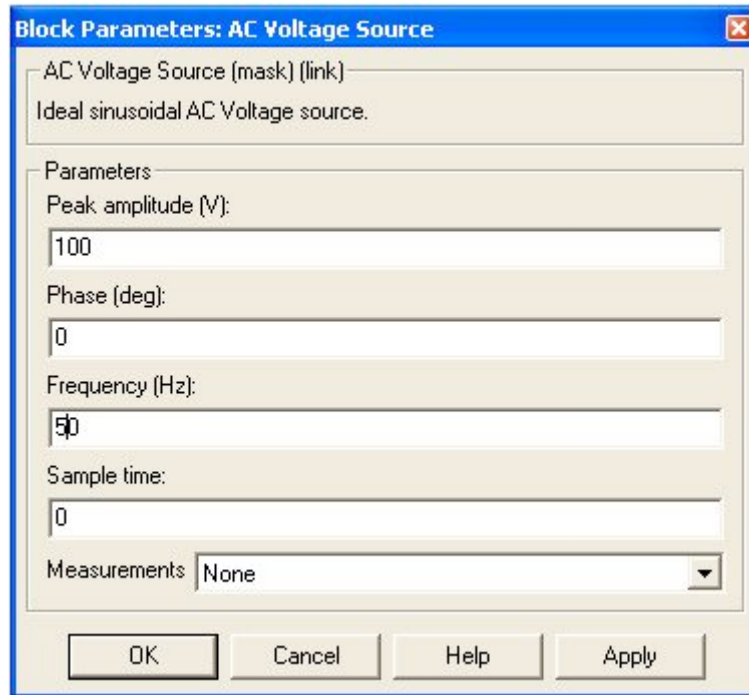 Block Parameters: AC Voltage Source
AC Voltage Source (mask) (link)
Ideal sinusoidal AC Voltage source.
Parameters
Peak amplitude (V):
100
Phase (deg):
0
Frequency (Hz):
50
Sample time:
0
Measurements None
OK Cancel Help Apply